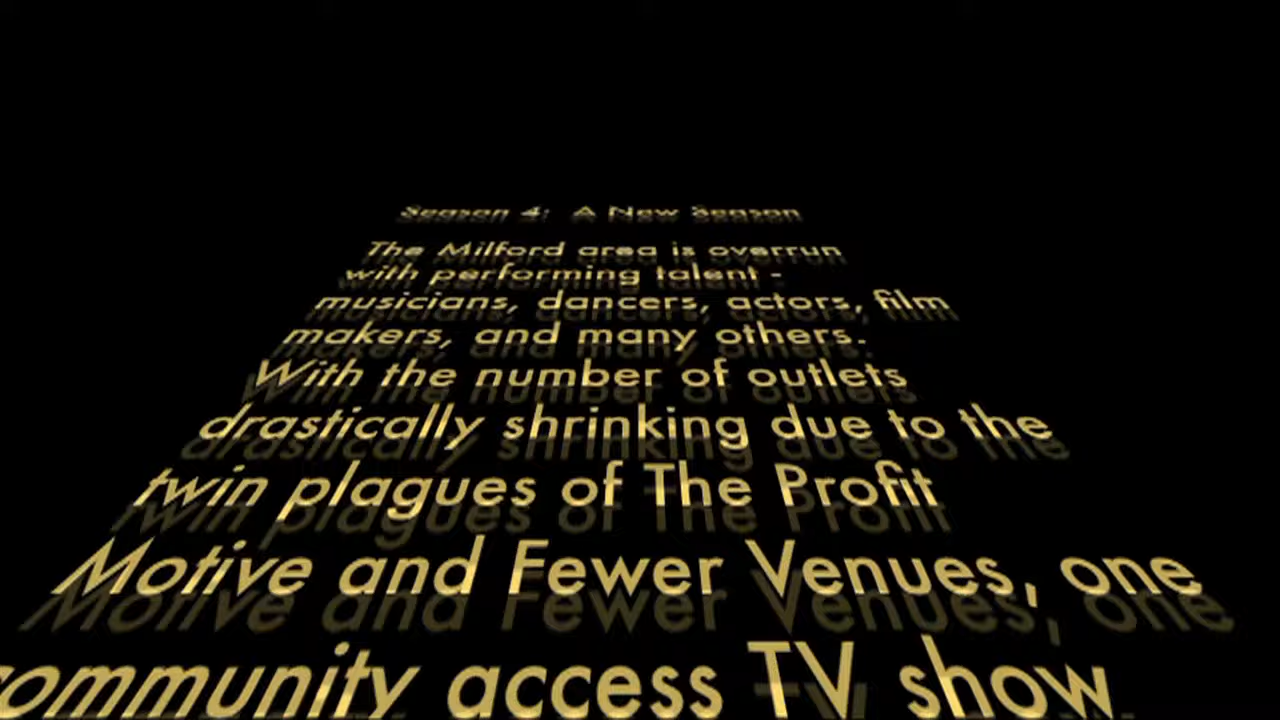 Season 4: A New Season
The Milford area is overrun
with performing talent -
musicians, dancers, actors, film
makers, and many others.
With the number of outlets
drastically shrinking due to the
twin plagues of The Profit
Motive and Fewer Venues, one
community access TV show